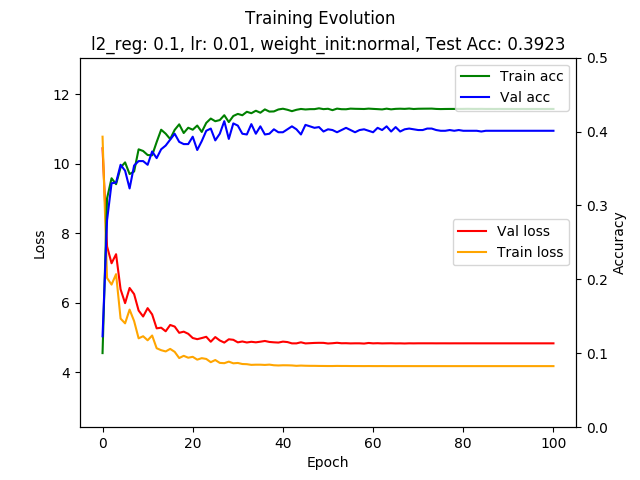 Training Evolution
l2_reg: 0.1, lr: 0.01, weight_init:normal, Test Acc: 0.3923
Train acc
Val acc
Val loss
Train loss
Loss
12
10
8
6
4
Accuracy
0.5
0.4
0.3
0.2
0.1
0.0
0
20
40
60
80
100
Epoch